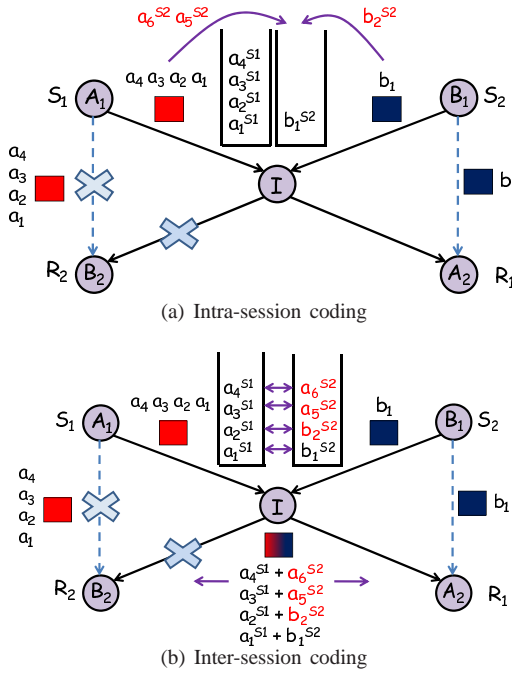 a₆ˢ² a₅ˢ²
b₂ˢ²
S₁ A₁
a₄ a₃ a₂ a₁
a₄ˢ¹
a₃ˢ¹
a₂ˢ¹
a₁ˢ¹
b₁ˢ²
b₁
B₁ S₂
a₄
a₃
a₂
a₁
I
b
R₂ B₂
A₂ R₁
(a) Intra-session coding
S₁ A₁
a₄ a₃ a₂ a₁
a₄ˢ¹ a₆ˢ²
a₃ˢ¹ a₅ˢ²
a₂ˢ¹ b₂ˢ²
a₁ˢ¹ b₁ˢ²
b₁
B₁ S₂
a₄
a₃
a₂
a₁
I
b₁
R₂ B₂
a₄ˢ¹ + a₆ˢ²
a₃ˢ¹ + a₅ˢ²
a₂ˢ¹ + b₂ˢ²
a₁ˢ¹ + b₁ˢ²
A₂ R₁
(b) Inter-session coding